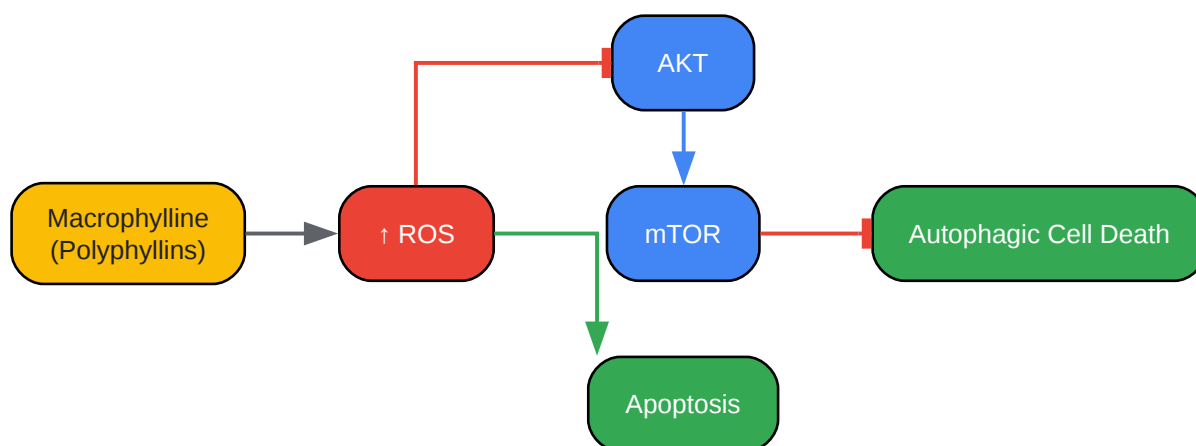 AKT
Macrophylline
(Polyphyllins)
↑ ROS
mTOR
Autophagic Cell Death
Apoptosis